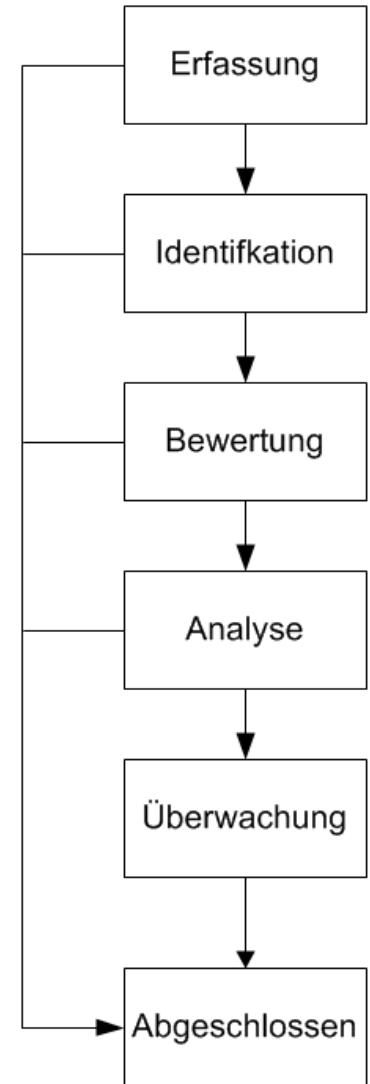 Erfassung
Identifkation
Bewertung
Analyse
Überwachung
Abgeschlossen